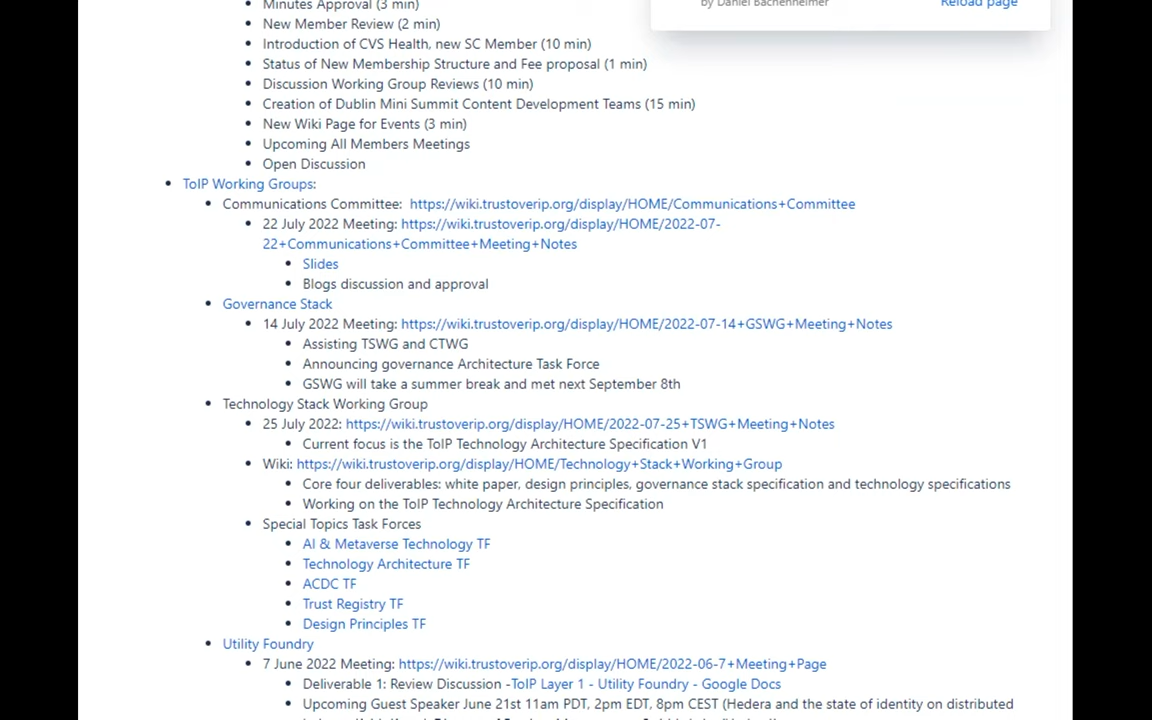 Minutes Approval (3 min)
by Daniel Bachenheimer
Reload page
New Member Review (2 min)
Introduction of CVS Health, new SC Member (10 min)
Status of New Membership Structure and Fee proposal (1 min)
Discussion Working Group Reviews (10 min)
Creation of Dublin Mini Summit Content Development Teams (15 min)
New Wiki Page for Events (3 min)
Upcoming All Members Meetings
Open Discussion
ToIP Working Groups:
Communications Committee: https://wiki.trustoverip.org/display/HOME/Communications+Committee
22 July 2022 Meeting: https://wiki.trustoverip.org/display/HOME/2022-07-
22+Communications+Committee+Meeting+Notes
Slides
Blogs discussion and approval
Governance Stack
14 July 2022 Meeting: https://wiki.trustoverip.org/display/HOME/2022-07-14+GSWG+Meeting+Notes
Assisting TSWG and CTWG
Announcing governance Architecture Task Force
GSWG will take a summer break and met next September 8th
Technology Stack Working Group
25 July 2022: https://wiki.trustoverip.org/display/HOME/2022-07-25+TSWG+Meeting+Notes
Current focus is the ToIP Technology Architecture Specification V1
Wiki: https://wiki.trustoverip.org/display/HOME/Technology+Stack+Working+Group
Core four deliverables: white paper, design principles, governance stack specification and technology specifications
Working on the ToIP Technology Architecture Specification
Special Topics Task Forces
AI & Metaverse Technology TF
Technology Architecture TF
ACDC TF
Trust Registry TF
Design Principles TF
Utility Foundry
7 June 2022 Meeting: https://wiki.trustoverip.org/display/HOME/2022-06-7+Meeting+Page
Deliverable 1: Review Discussion -ToIP Layer 1 - Utility Foundry - Google Docs
Upcoming Guest Speaker June 21st 11am PDT, 2pm EDT, 8pm CEST (Hedera and the state of identity on distributed